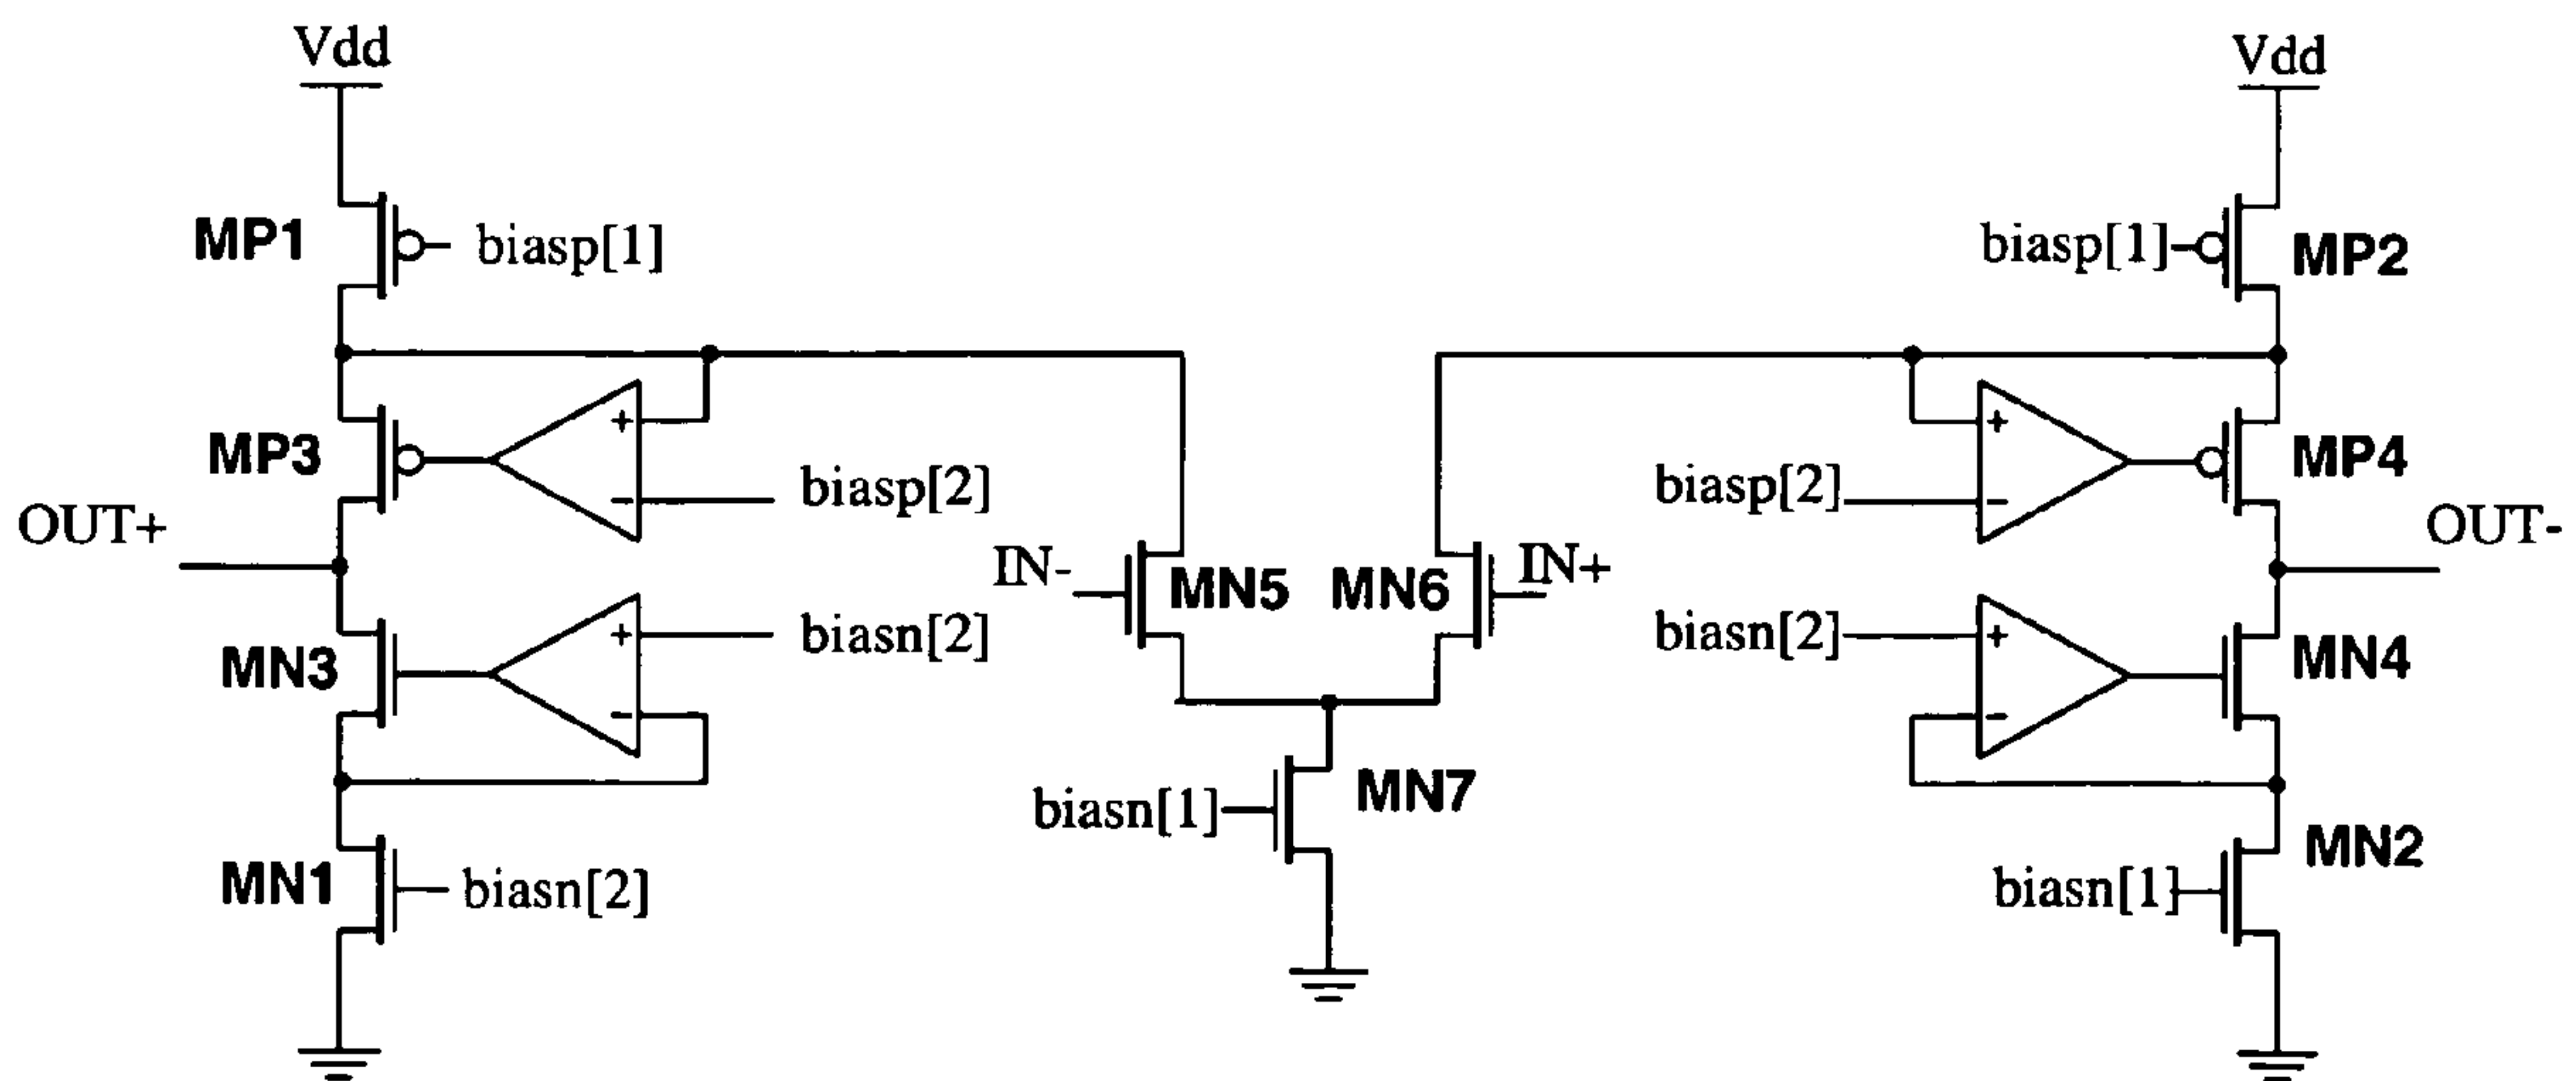 Vdd
Vdd
MP1
biasp[1]
biasp[1]
MP2
MP3
+
-
biasp[2]
biasp[2]
+
-
MP4
OUT+
OUT-
IN-
MN5
MN6
IN+
MN3
+
-
biasn[2]
biasn[2]
+
-
MN4
biasn[1]
MN7
MN1
biasn[2]
biasn[1]
MN2